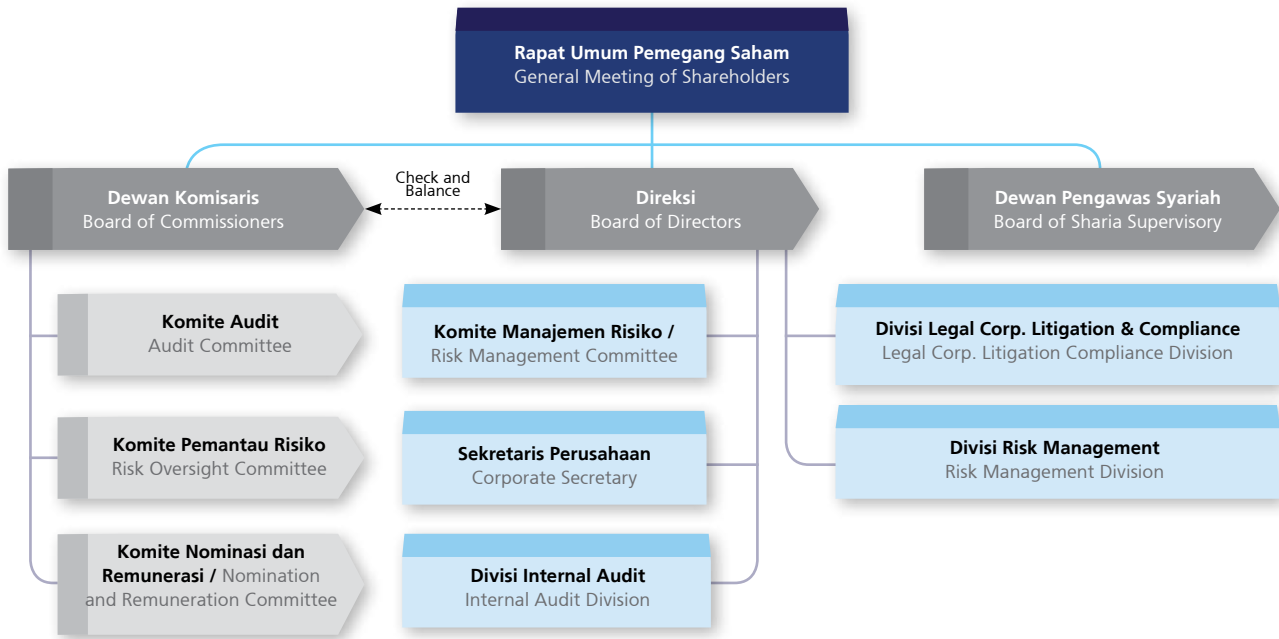 Rapat Umum Pemegang Saham
General Meeting of Shareholders
Dewan Komisaris
Board of Commissioners
Check and
Balance
Direksi
Board of Directors
Dewan Pengawas Syariah
Board of Sharia Supervisory
Komite Audit
Audit Committee
Komite Manajemen Risiko /
Risk Management Committee
Divisi Legal Corp. Litigation & Compliance
Legal Corp. Litigation Compliance Division
Komite Pemantau Risiko
Risk Oversight Committee
Sekretaris Perusahaan
Corporate Secretary
Divisi Risk Management
Risk Management Division
Komite Nominasi dan
Remunerasi / Nomination
and Remuneration Committee
Divisi Internal Audit
Internal Audit Division